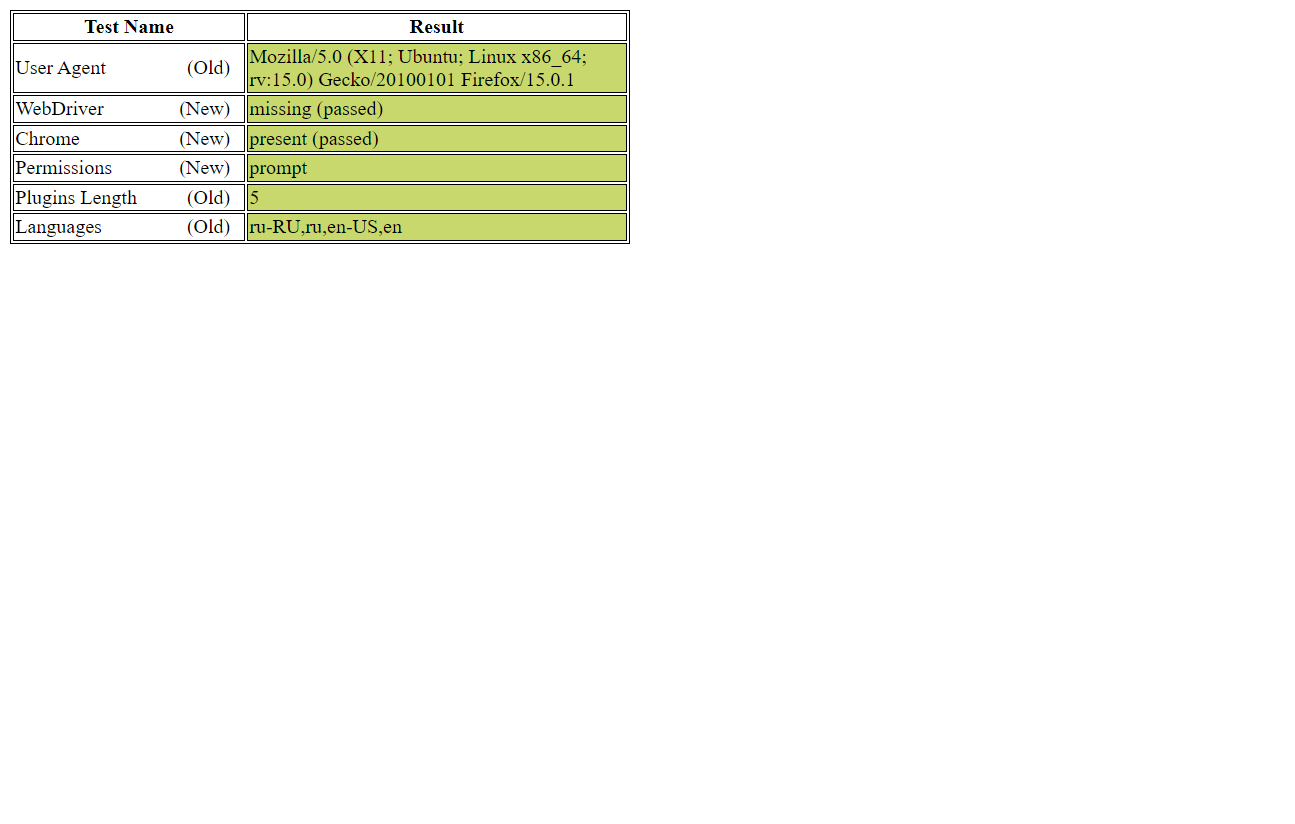 Test Name Result
User Agent (Old) Mozilla/5.0 (X11; Ubuntu; Linux x86_64;
rv:15.0) Gecko/20100101 Firefox/15.0.1
WebDriver (New) missing (passed)
Chrome (New) present (passed)
Permissions (New) prompt
Plugins Length (Old) 5
Languages (Old) ru-RU,ru,en-US,en